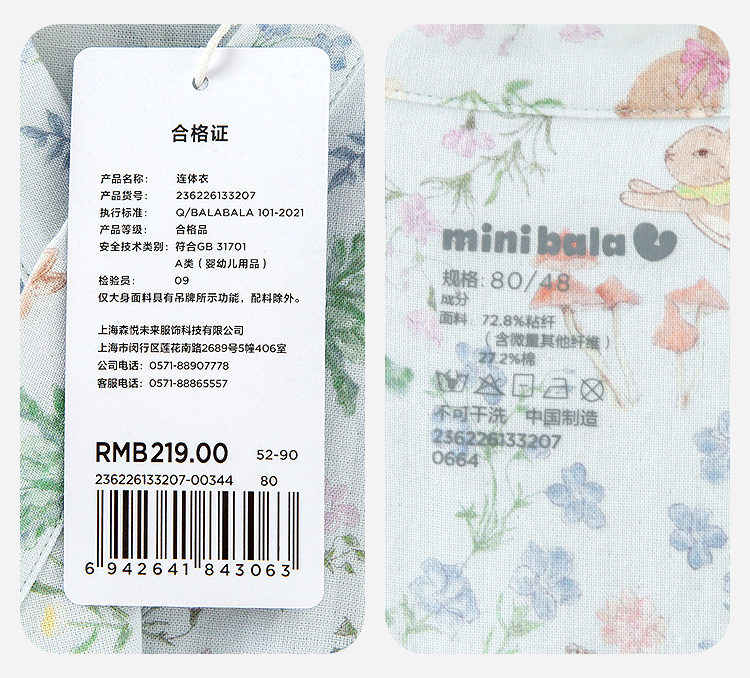 合格证
产品名称： 连体衣
产品货号： 236226133207
执行标准： Q/BALABALA 101-2021
产品等级： 合格品
安全技术类别：符合GB 31701
A类（婴幼儿用品）
检验员： 09
仅大身面料具有吊牌所示功能，配料除外。
上海森悦未来服饰科技有限公司
上海市闵行区莲花南路2689号5幢406室
公司电话：0571-88907778
客服电话：0571-88865557
RMB219.00 52-90
236226133207-00344 80
6 942641 843063
mini bala
规格: 80/48
成分
面料 72.8%粘纤
（含微量其他纤维）
27.2%棉
不可干洗 中国制造
236226133207
0664